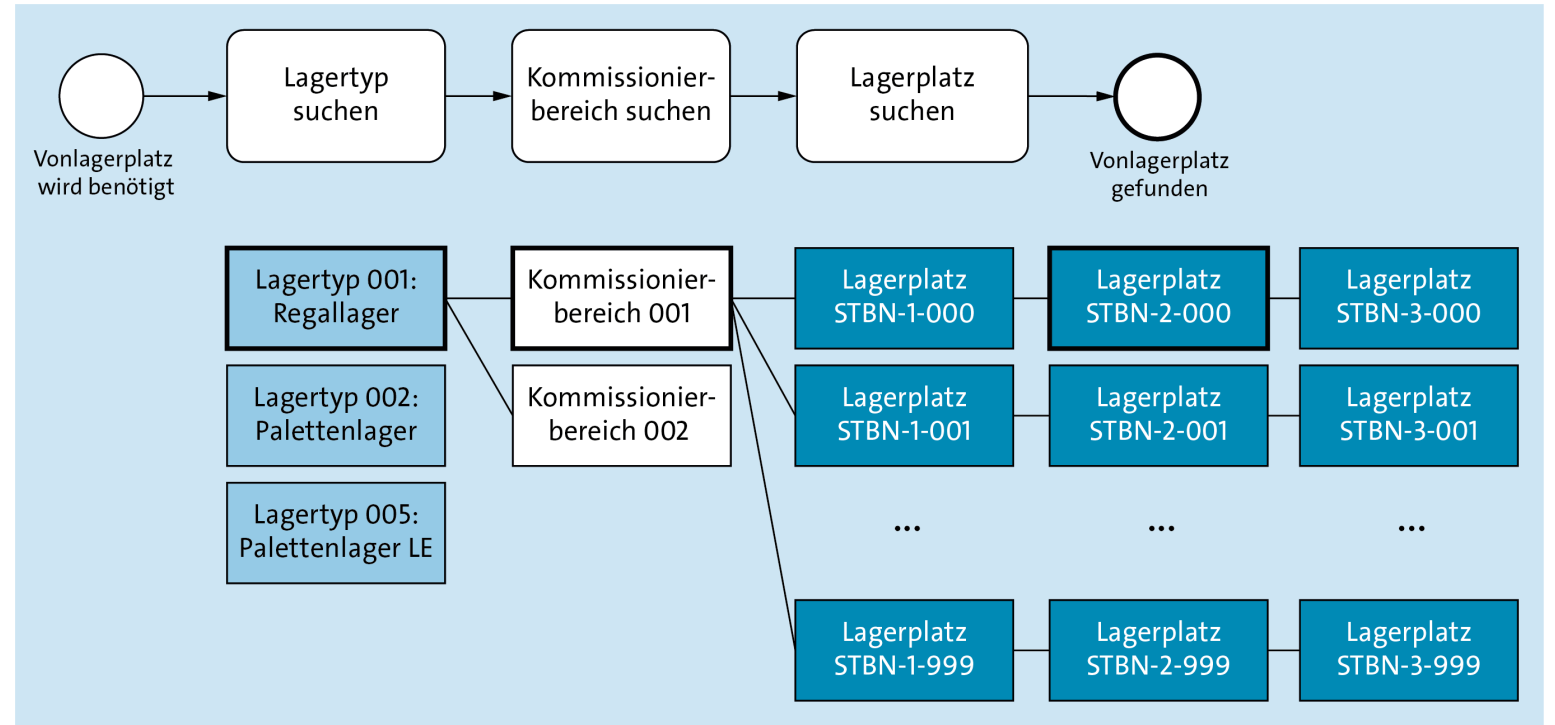 Lagertyp
suchen
Kommissionier-
bereich suchen
Lagerplatz
suchen
Vonlagerplatz
wird benötigt
Vonlagerplatz
gefunden
Lagertyp 001:
Regallager
Kommissionier-
bereich 001
Lagerplatz
STBN-1-000
Lagerplatz
STBN-2-000
Lagerplatz
STBN-3-000
Lagertyp 002:
Palettenlager
Kommissionier-
bereich 002
Lagerplatz
STBN-1-001
Lagerplatz
STBN-2-001
Lagerplatz
STBN-3-001
Lagertyp 005:
Palettenlager LE
...
...
...
Lagerplatz
STBN-1-999
Lagerplatz
STBN-2-999
Lagerplatz
STBN-3-999